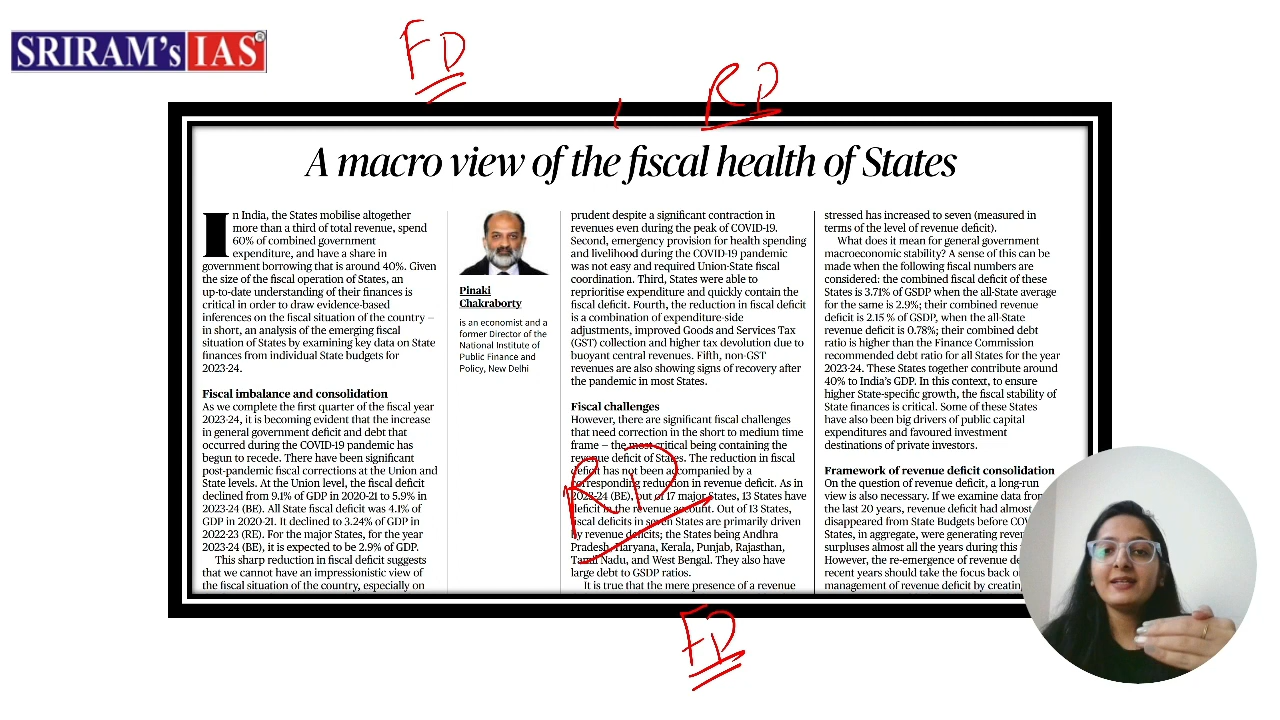 SRIRAM's IAS®
FD
RD
A macro view of the fiscal health of States
In India, the States mobilise altogether
more than a third of total revenue, spend
60% of combined government
expenditure, and have a share in
government borrowing that is around 40%. Given
the size of the fiscal operation of States, an
up-to-date understanding of their finances is
critical in order to draw evidence-based
inferences on the fiscal situation of the country —
in short, an analysis of the emerging fiscal
situation of States by examining key data on State
finances from individual State budgets for
2023-24.
Fiscal imbalance and consolidation
As we complete the first quarter of the fiscal year
2023-24, it is becoming evident that the increase
in general government deficit and debt that
occurred during the COVID-19 pandemic has
begun to recede. There have been significant
post-pandemic fiscal corrections at the Union and
State levels. At the Union level, the fiscal deficit
declined from 9.1% of GDP in 2020-21 to 5.9% in
2023-24 (BE). All State fiscal deficit was 4.1% of
GDP in 2020-21. It declined to 3.24% of GDP in
2022-23 (RE). For the major States, for the year
2023-24 (BE), it is expected to be 2.9% of GDP.
This sharp reduction in fiscal deficit suggests
that we cannot have an impressionistic view of
the fiscal situation of the country, especially on
Pinaki
Chakraborty
is an economist and a
former Director of the
National Institute of
Public Finance and
Policy, New Delhi
prudent despite a significant contraction in
revenues even during the peak of COVID-19.
Second, emergency provision for health spending
and livelihood during the COVID-19 pandemic
was not easy and required Union-State fiscal
coordination. Third, States were able to
reprioritise expenditure and quickly contain the
fiscal deficit. Fourth, the reduction in fiscal deficit
is a combination of expenditure-side
adjustments, improved Goods and Services Tax
(GST) collection and higher tax devolution due to
buoyant central revenues. Fifth, non-GST
revenues are also showing signs of recovery after
the pandemic in most States.
Fiscal challenges
However, there are significant fiscal challenges
that need correction in the short to medium time
frame — the most critical being containing the
revenue deficit of States. The reduction in fiscal
deficit has not been accompanied by a
corresponding reduction in revenue deficit. As in
2023-24 (BE), out of 17 major States, 13 States have
deficit in the revenue account. Out of 13 States,
fiscal deficits in seven States are primarily driven
by revenue deficits; the States being Andhra
Pradesh, Haryana, Kerala, Punjab, Rajasthan,
Tamil Nadu, and West Bengal. They also have
large debt to GSDP ratios.
It is true that the mere presence of a revenue
RD
stressed has increased to seven (measured in
terms of the level of revenue deficit).
What does it mean for general government
macroeconomic stability? A sense of this can be
made when the following fiscal numbers are
considered: the combined fiscal deficit of these
States is 3.71% of GSDP when the all-State average
for the same is 2.9%; their combined revenue
deficit is 2.15 % of GSDP, when the all-State
revenue deficit is 0.78%; their combined debt
ratio is higher than the Finance Commission
recommended debt ratio for all States for the year
2023-24. These States together contribute around
40% to India's GDP. In this context, to ensure
higher State-specific growth, the fiscal stability of
State finances is critical. Some of these States
have also been big drivers of public capital
expenditures and favoured investment
destinations of private investors.
Framework of revenue deficit consolidation
On the question of revenue deficit, a long-run
view is also necessary. If we examine data
the last 20 years, revenue deficit had almost
disappeared from State Budgets before
States, in aggregate, were generating
surpluses almost all the years during this
However, the re-emergence of revenue
recent years should take the focus back
management of revenue deficit by
FD